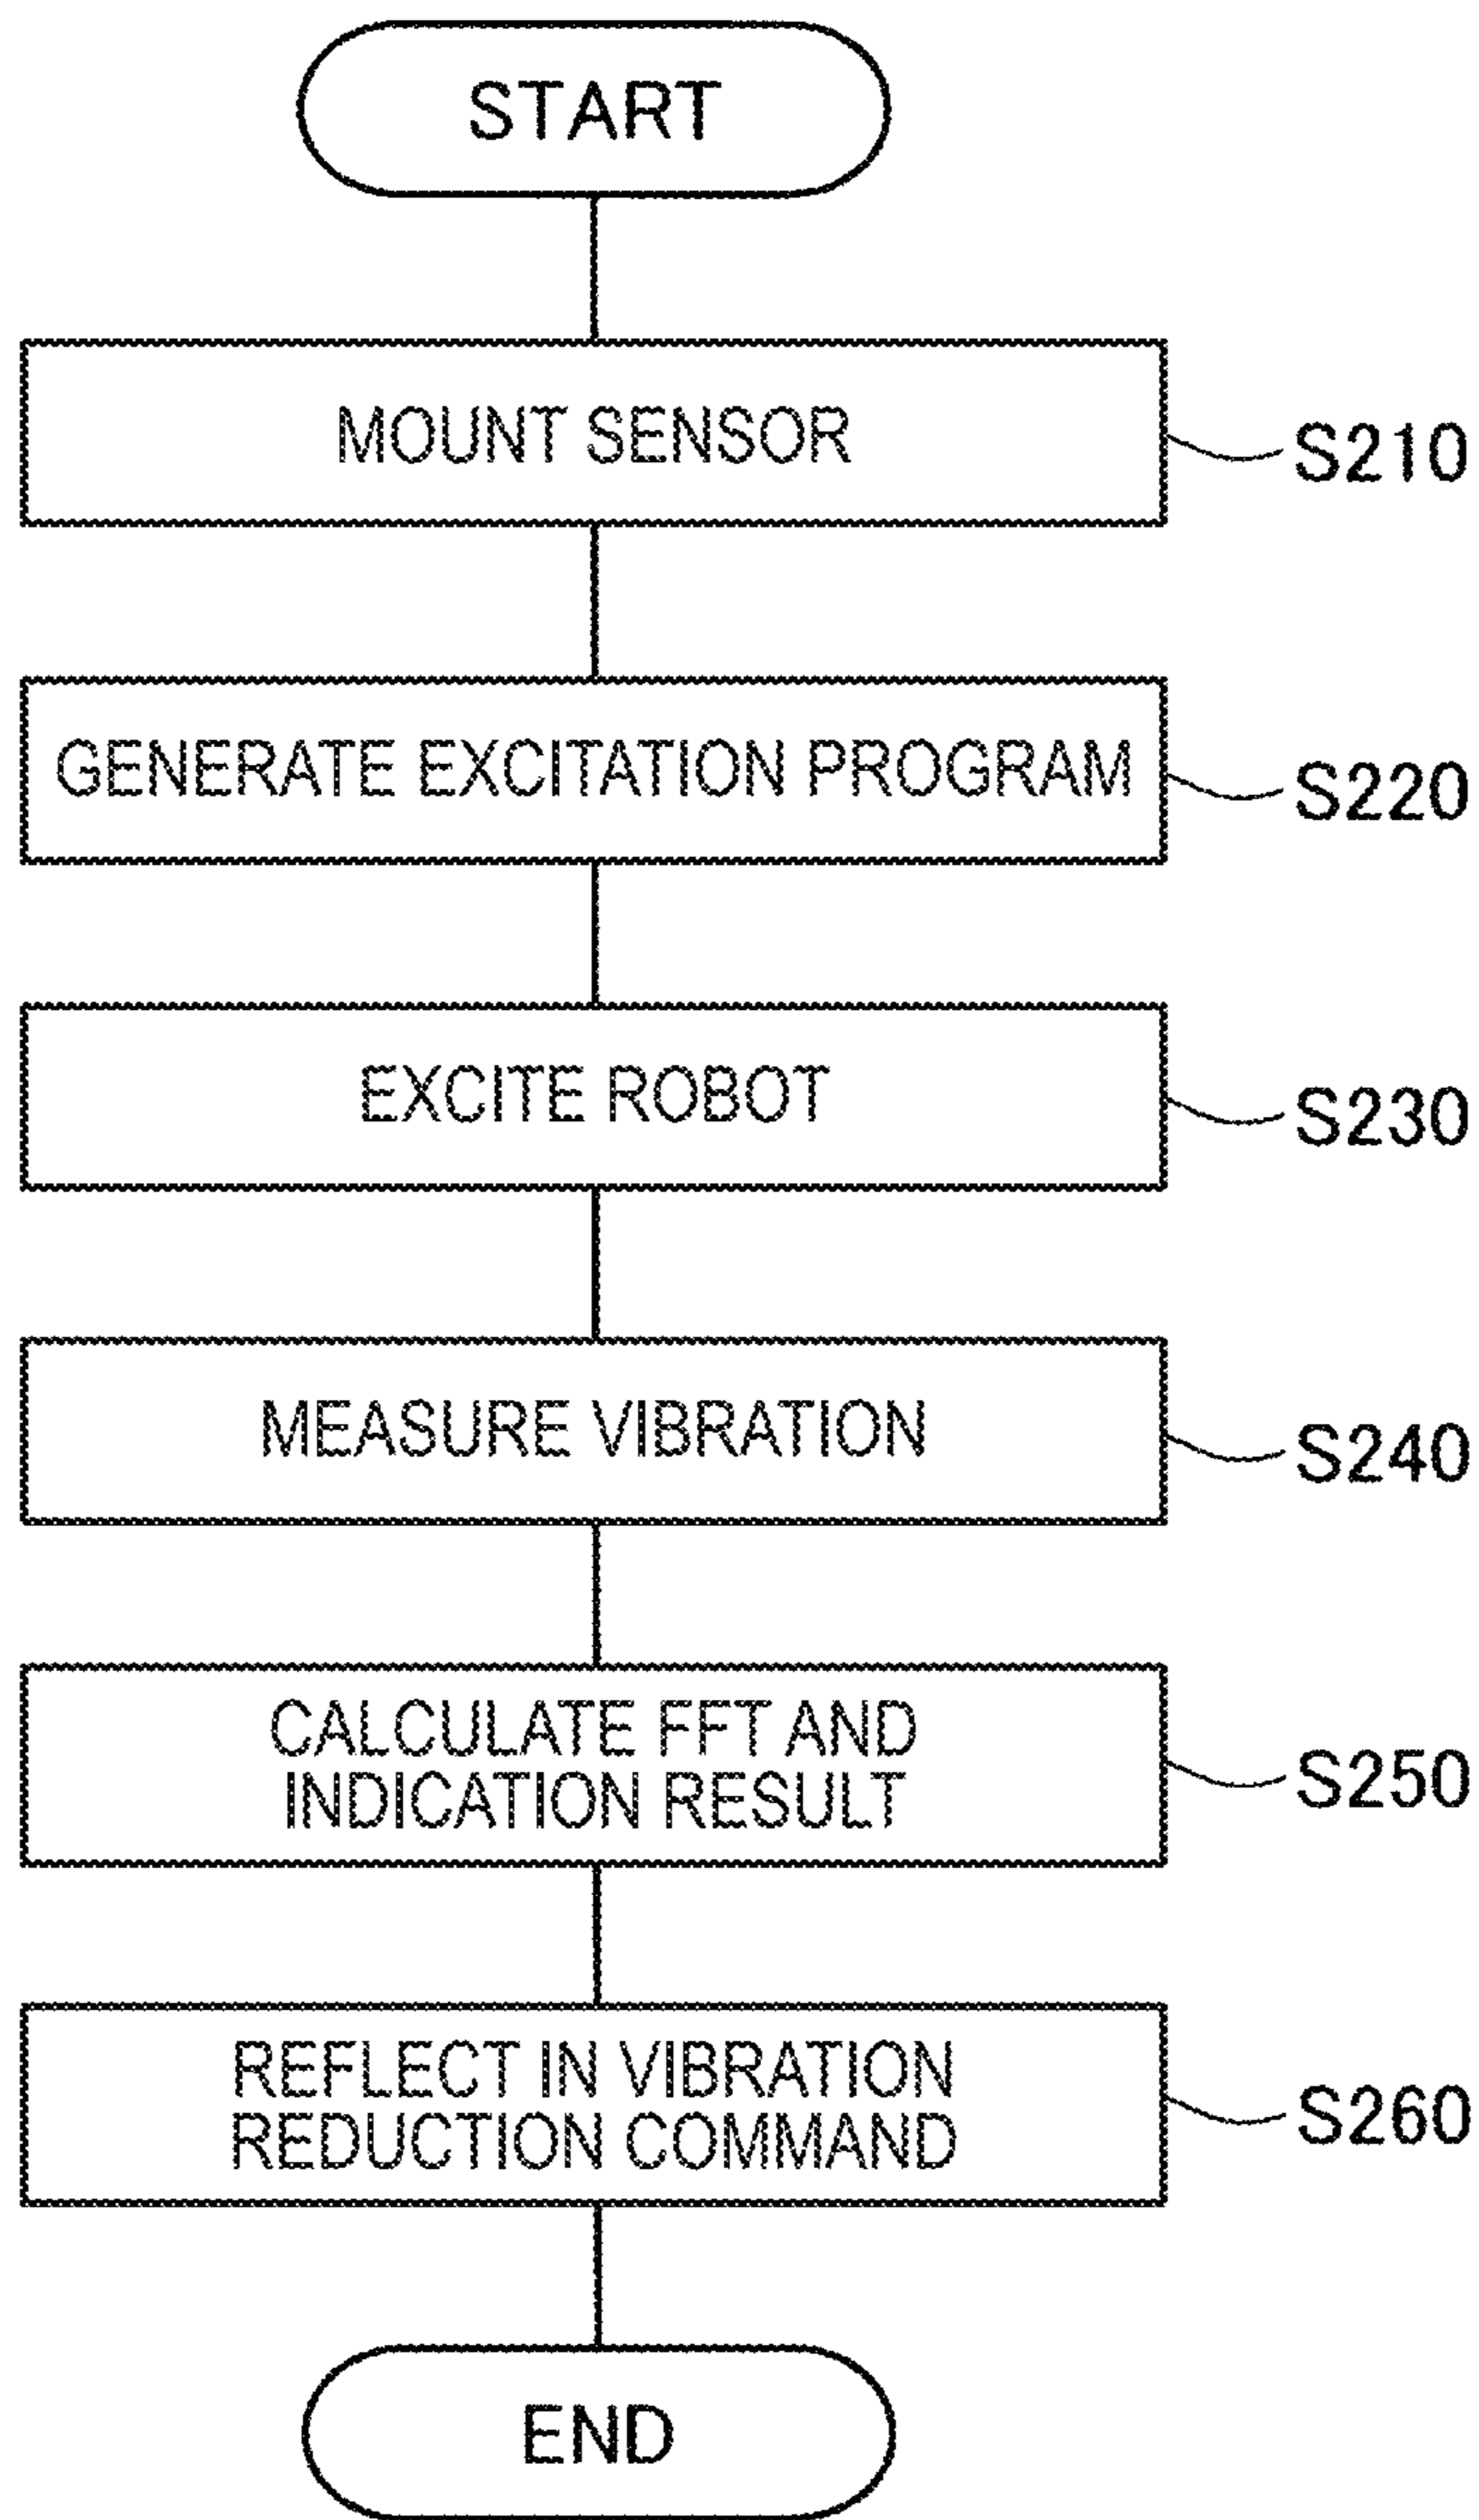 START
MOUNT SENSOR
S210
GENERATE EXCITATION PROGRAM
S220
EXCITE ROBOT
S230
MEASURE VIBRATION
S240
CALCULATE FFT AND
INDICATION RESULT
S250
REFLECT IN VIBRATION
REDUCTION COMMAND
S260
END